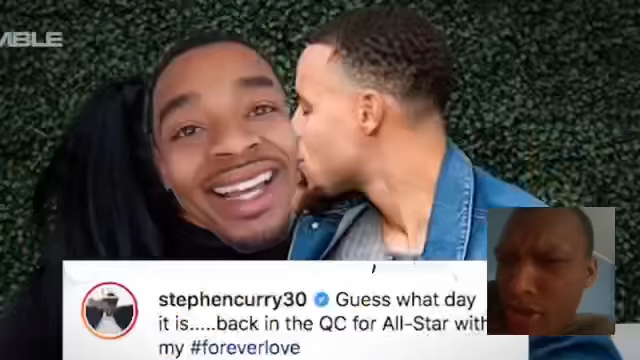 MBLE
stephencurry30 Guess what day
it is.....back in the QC for All-Star with
my #foreverlove